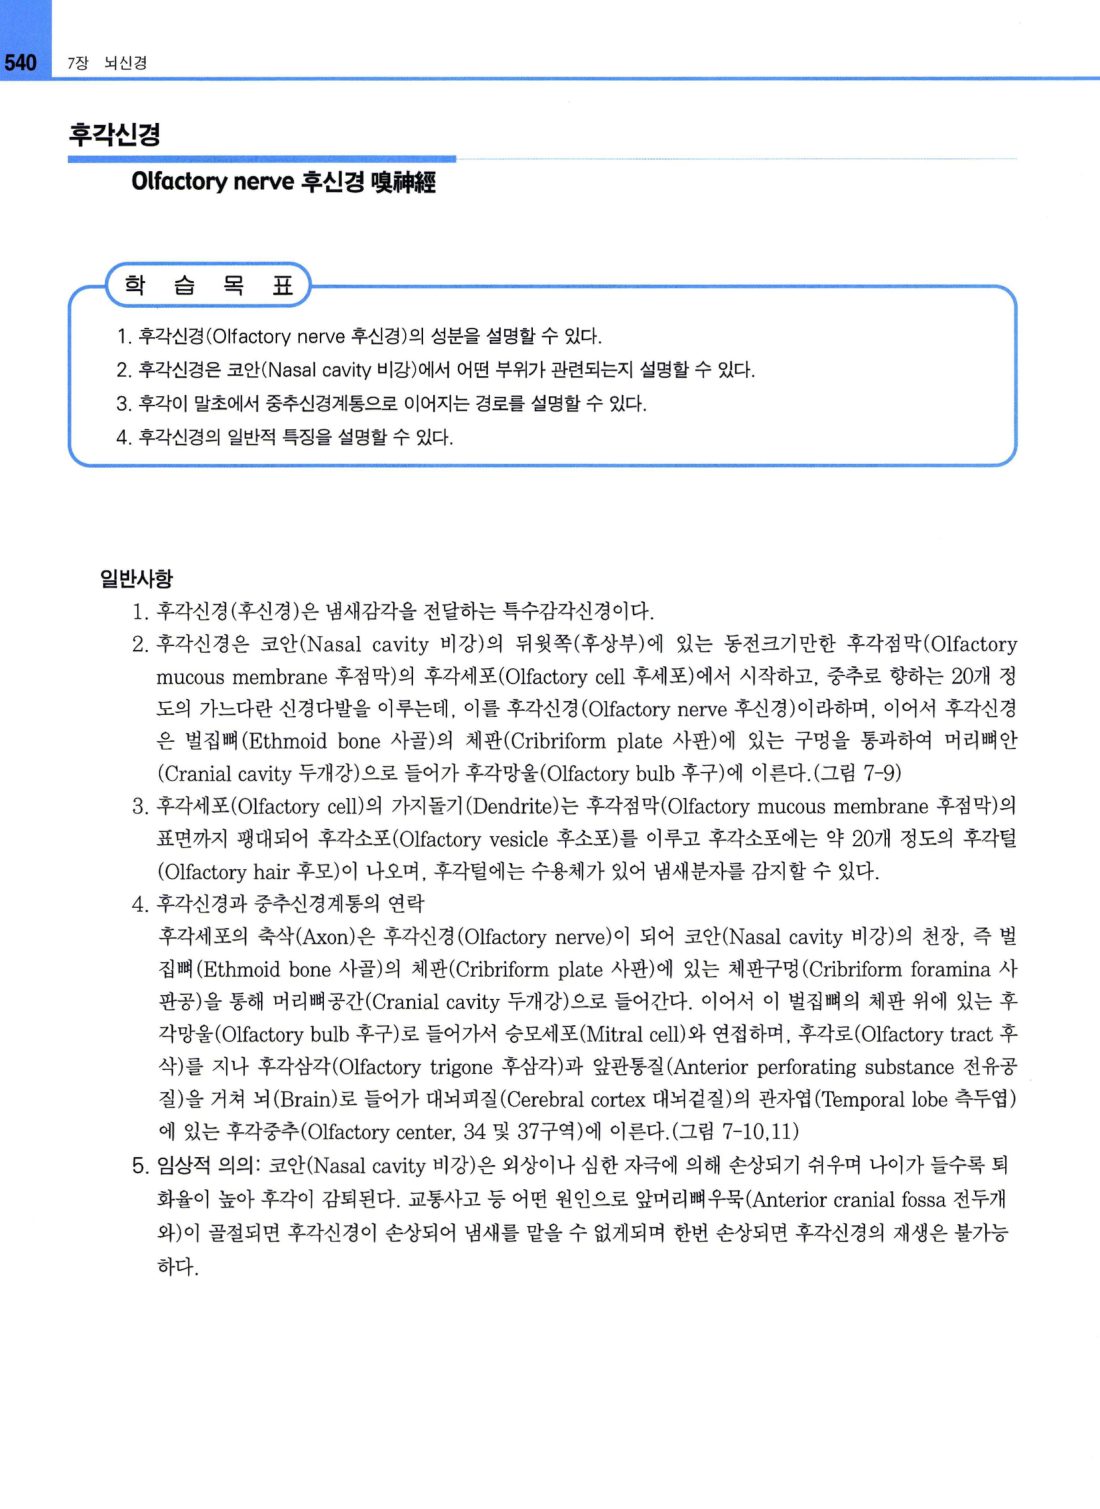 540 7장 뇌신경
후각신경
Olfactory nerve 후신경 嗅神經
학 습 목 표
1. 후각신경(Olfactory nerve 후신경)의 성분을 설명할 수 있다.
2. 후각신경은 코안(Nasal cavity 비강)에서 어떤 부위가 관련되는지 설명할 수 있다.
3. 후각이 말초에서 중추신경계통으로 이어지는 경로를 설명할 수 있다.
4. 후각신경의 일반적 특징을 설명할 수 있다.
일반사항
1. 후각신경(후신경)은 냄새감각을 전달하는 특수감각신경이다.
2. 후각신경은 코안(Nasal cavity 비강)의 뒤윗쪽(후상부)에 있는 동전크기만한 후각점막(Olfactory
mucous membrane 후점막)의 후각세포(Olfactory cell 후세포)에서 시작하고, 중추로 향하는 20개 정
도의 가느다란 신경다발을 이루는데, 이를 후각신경(Olfactory nerve 후신경)이라하며, 이어서 후각신경
은 벌집뼈(Ethmoid bone 사골)의 체판(Cribriform plate 사판)에 있는 구멍을 통과하여 머리뼈안
(Cranial cavity 두개강)으로 들어가 후각망울(Olfactory bulb 후구)에 이른다.(그림 7-9)
3. 후각세포(Olfactory cell)의 가지돌기(Dendrite)는 후각점막(Olfactory mucous membrane 후점막)의
표면까지 팽대되어 후각소포(Olfactory vesicle 후소포)를 이루고 후각소포에는 약 20개 정도의 후각털
(Olfactory hair 후모)이 나오며, 후각털에는 수용체가 있어 냄새분자를 감지할 수 있다.
4. 후각신경과 중추신경계통의 연락
후각세포의 축삭(Axon)은 후각신경(Olfactory nerve)이 되어 코안(Nasal cavity 비강)의 천장, 즉 벌
집뼈(Ethmoid bone 사골)의 체판(Cribriform plate 사판)에 있는 체판구멍(Cribriform foramina 사
판공)을 통해 머리뼈공간(Cranial cavity 두개강)으로 들어간다. 이어서 이 벌집뼈의 체판 위에 있는 후
각망울(Olfactory bulb 후구)로 들어가서 승모세포(Mitral cell)와 연접하며, 후각로(Olfactory tract 후
삭)를 지나 후각삼각(Olfactory trigone 후삼각)과 앞관통질(Anterior perforating substance 전유공
질)을 거쳐 뇌(Brain)로 들어가 대뇌피질(Cerebral cortex 대뇌겉질)의 관자엽(Temporal lobe 측두엽)
에 있는 후각중추(Olfactory center, 34 및 37구역)에 이른다.(그림 7-10,11)
5. 임상적 의의: 코안(Nasal cavity 비강)은 외상이나 심한 자극에 의해 손상되기 쉬우며 나이가 들수록 퇴
화율이 높아 후각이 감퇴된다. 교통사고 등 어떤 원인으로 앞머리뼈우묵(Anterior cranial fossa 전두개
와)이 골절되면 후각신경이 손상되어 냄새를 맡을 수 없게되며 한번 손상되면 후각신경의 재생은 불가능
하다.